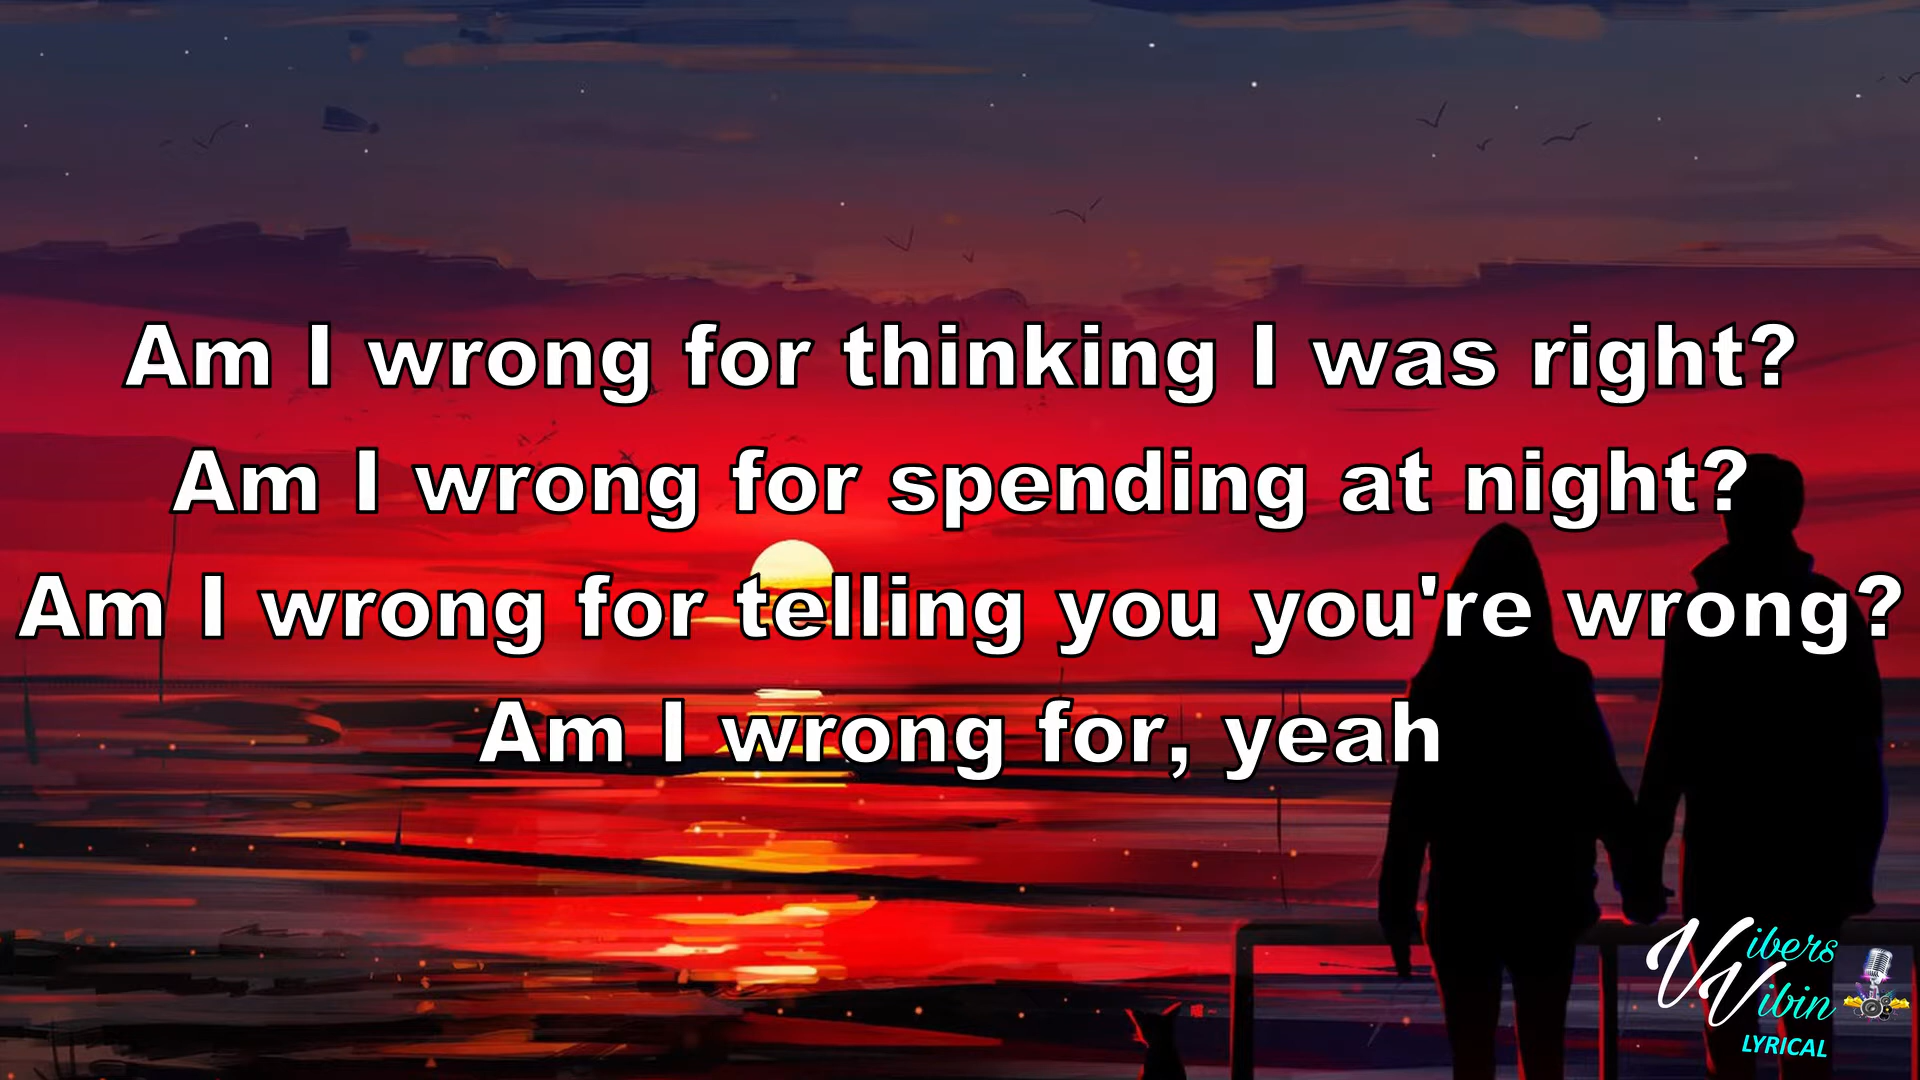 Am I wrong for thinking I was right?
Am I wrong for spending at night?
Am I wrong for telling you you're wrong?
Am I wrong for, yeah
Vibers
Vibin
LYRICAL